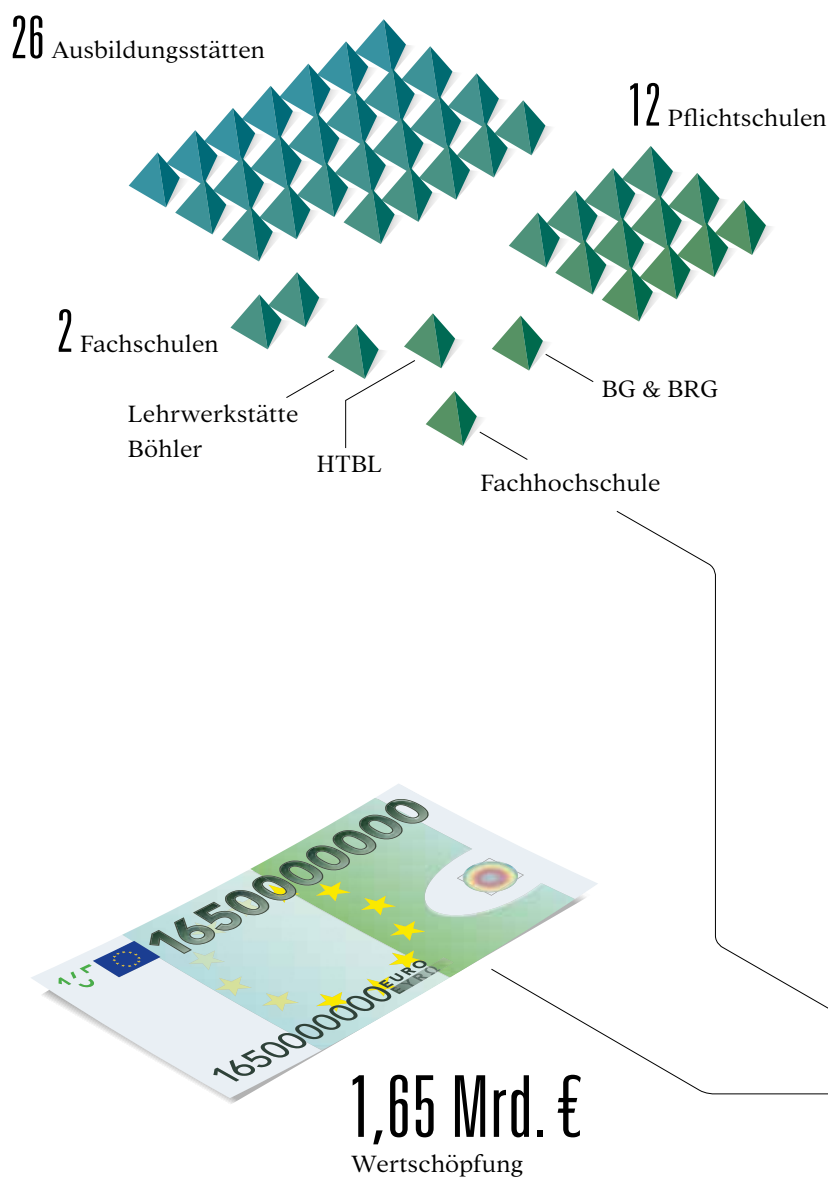 26 Ausbildungsstätten
12 Pflichtschulen
2 Fachschulen
Lehrwerkstätte
Böhler
HTBL
BG & BRG
Fachhochschule
1650000000
1650000000 EURO
ΕΥΡΩ
1,65 Mrd. €
Wertschöpfung